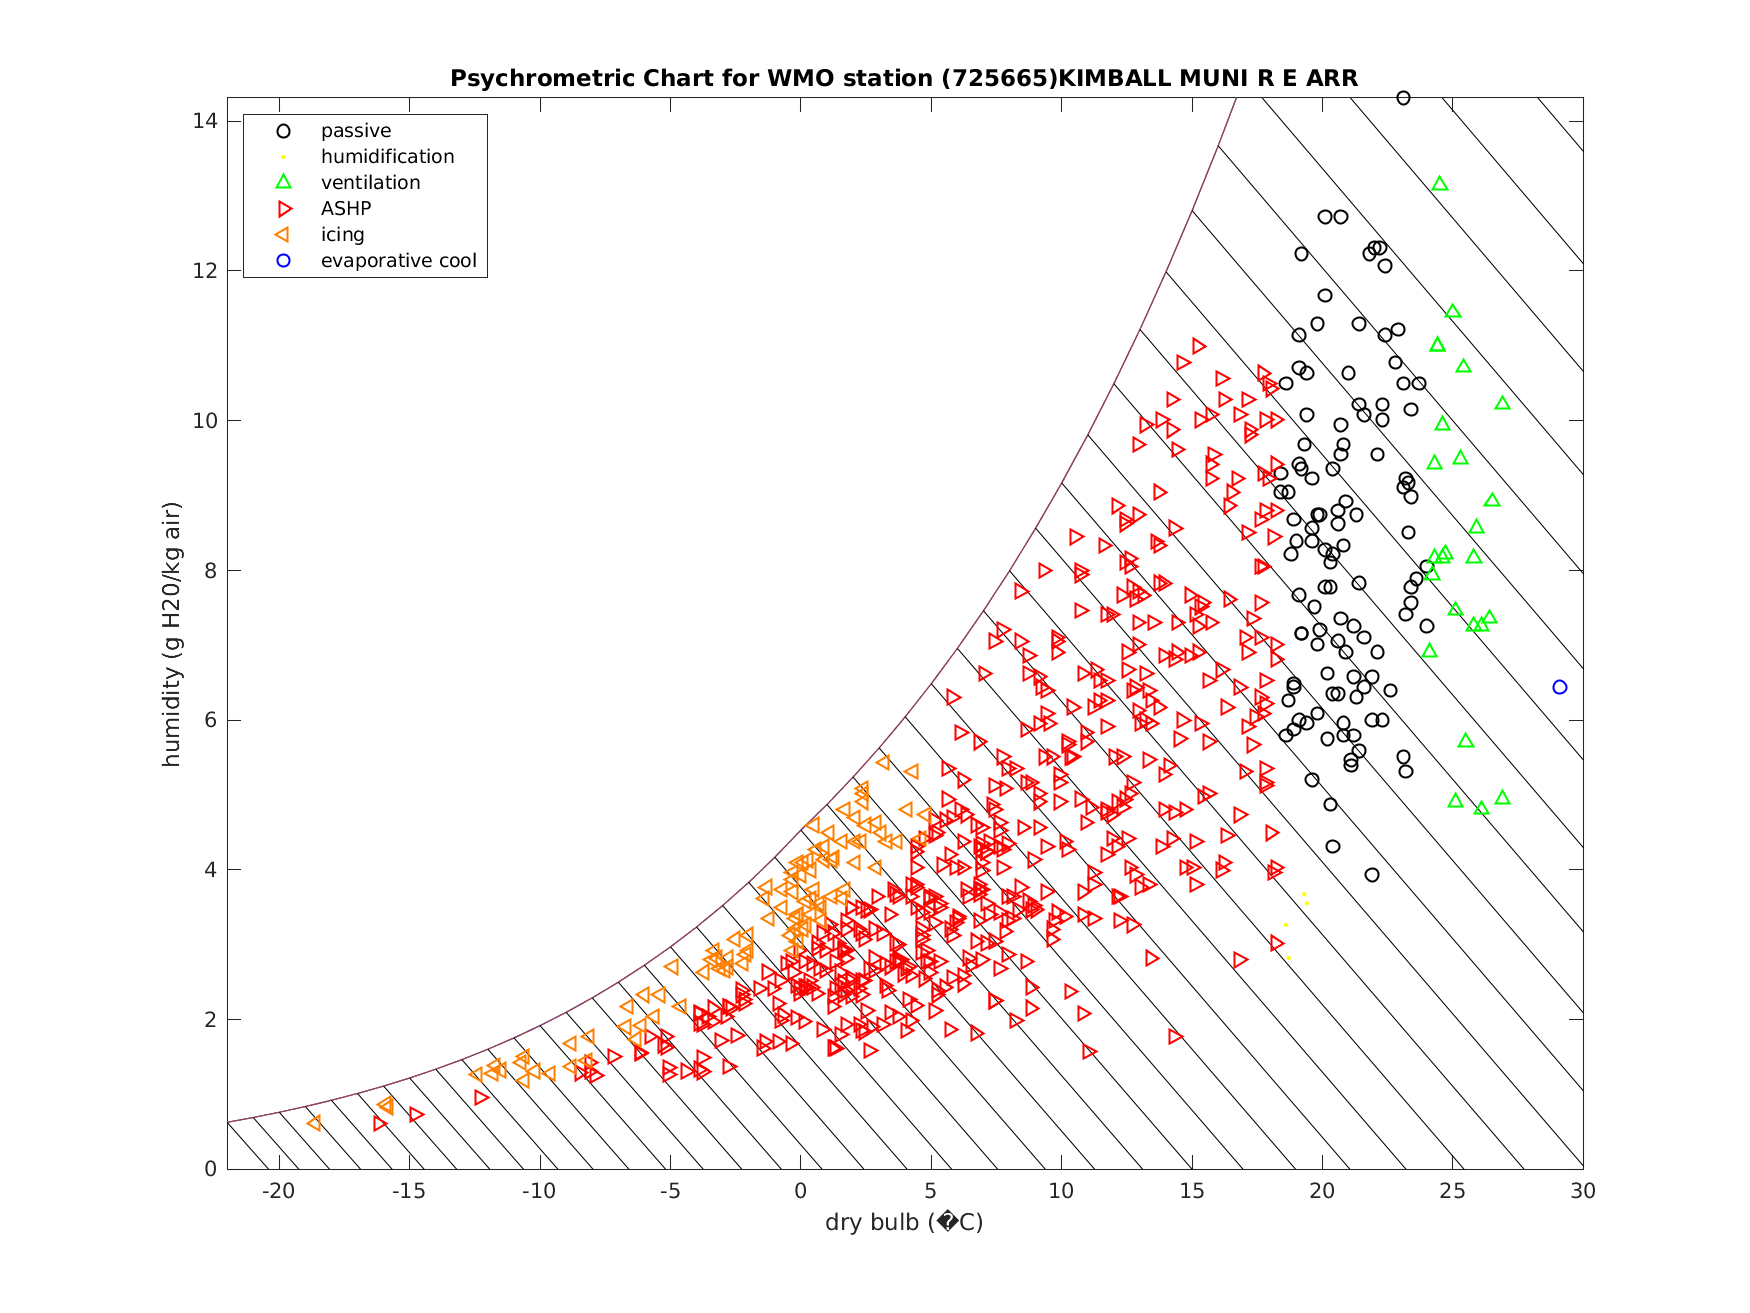 Psychrometric Chart for WMO station (725665)KIMBALL MUNI R E ARR
passive
humidification
ventilation
ASHP
icing
evaporative cool
humidity (g H20/kg air)
14
12
10
8
6
4
2
0
-20 -15 -10 -5 0 5 10 15 20 25 30
dry bulb (�C)